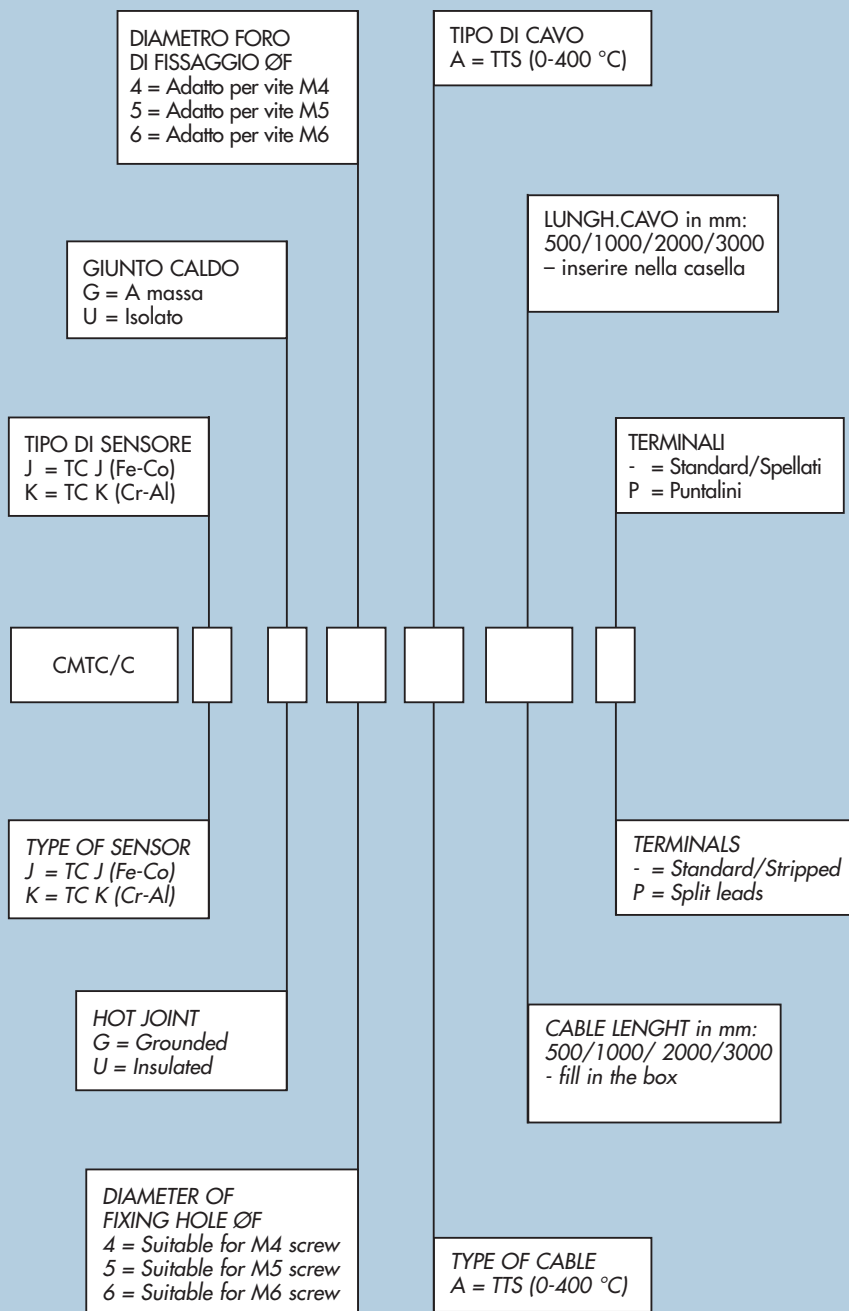 DIAMETRO FORO
DI FISSAGGIO ØF
4 = Adatto per vite M4
5 = Adatto per vite M5
6 = Adatto per vite M6
TIPO DI CAVO
A = TTS (0-400 °C)
LUNGH.CAVO in mm:
500/1000/2000/3000
– inserire nella casella
GIUNTO CALDO
G = A massa
U = Isolato
TIPO DI SENSORE
J = TC J (Fe-Co)
K = TC K (Cr-Al)
TERMINALI
- = Standard/Spellati
P = Puntalini
CMTC/C
TYPE OF SENSOR
J = TC J (Fe-Co)
K = TC K (Cr-Al)
TERMINALS
- = Standard/Stripped
P = Split leads
HOT JOINT
G = Grounded
U = Insulated
CABLE LENGHT in mm:
500/1000/ 2000/3000
- fill in the box
DIAMETER OF
FIXING HOLE ØF
4 = Suitable for M4 screw
5 = Suitable for M5 screw
6 = Suitable for M6 screw
TYPE OF CABLE
A = TTS (0-400 °C)